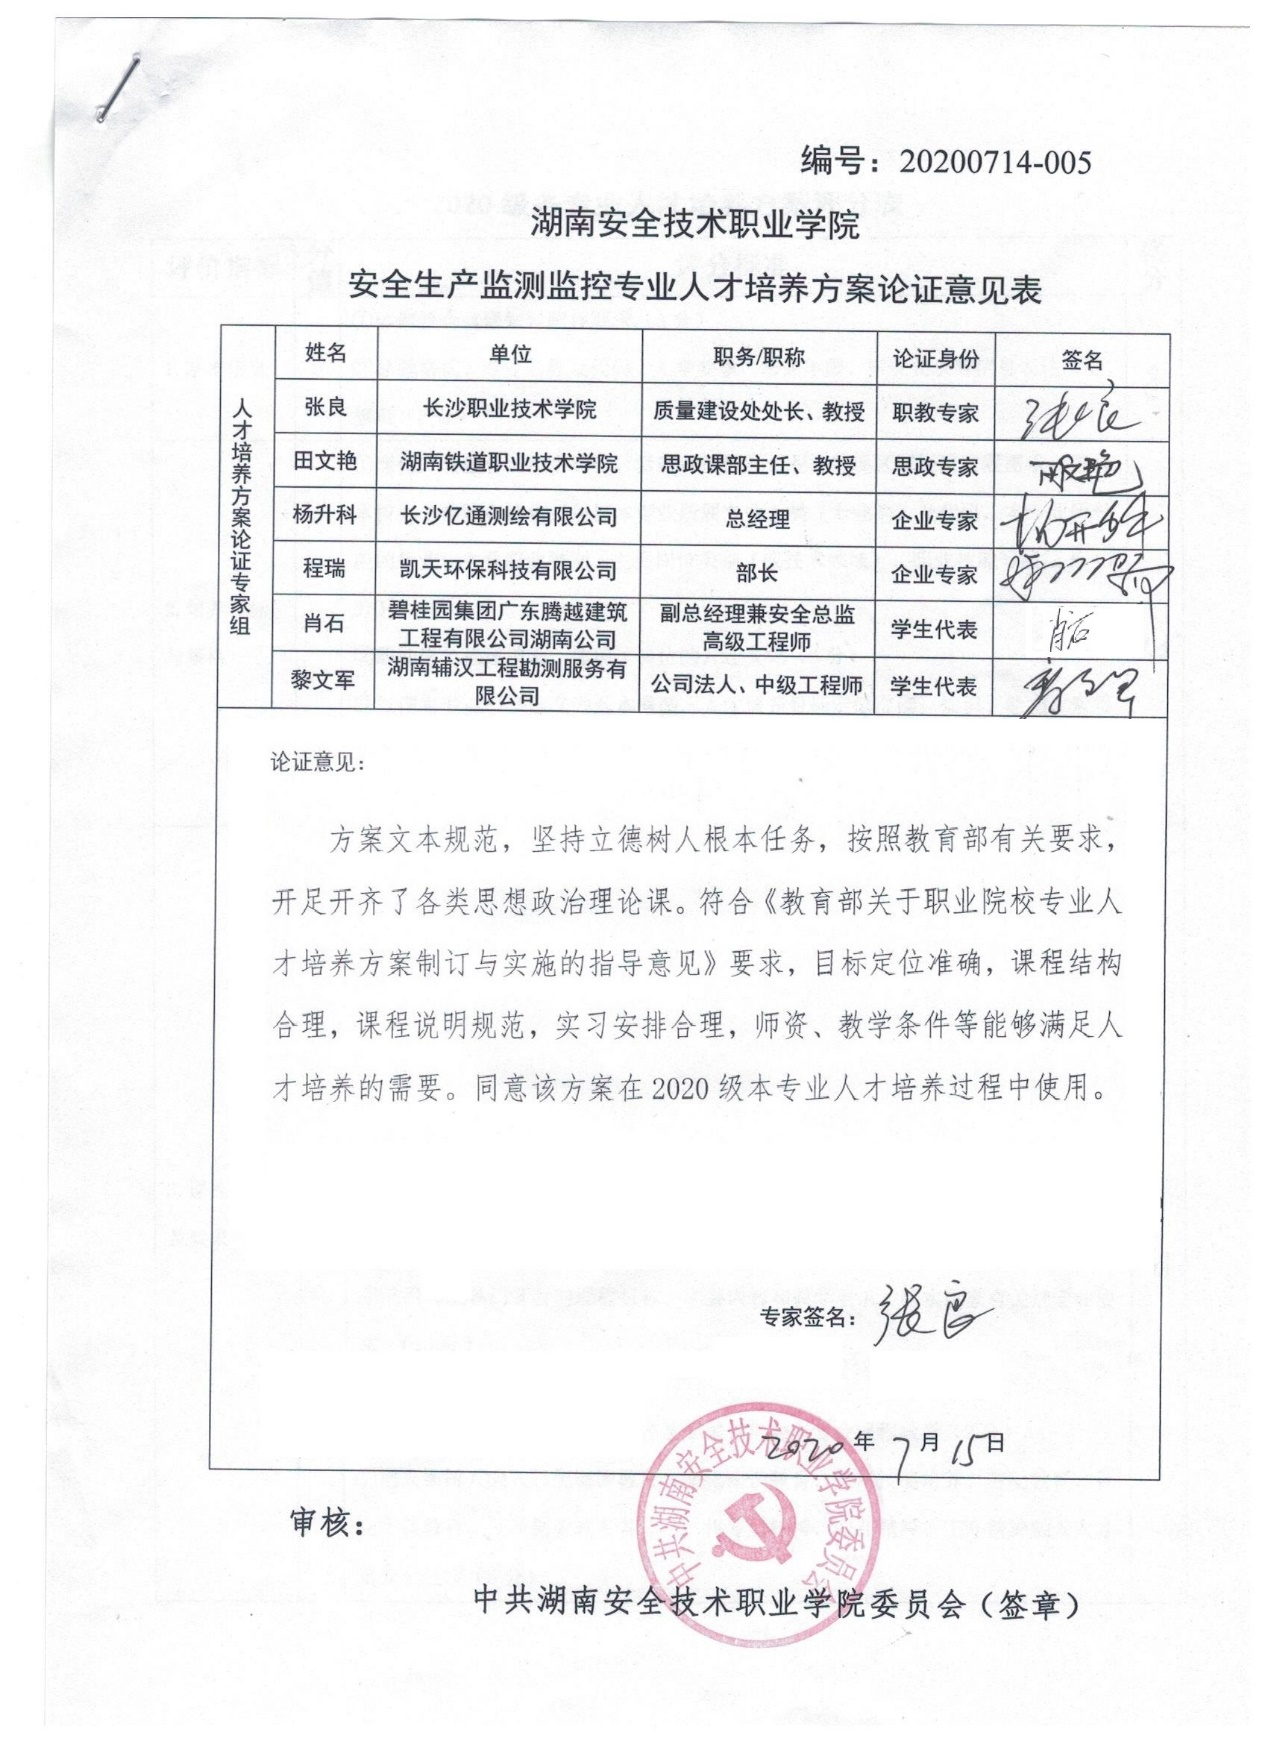 编号：20200714-005
湖南安全技术职业学院
安全生产监测监控专业人才培养方案论证意见表
人才培养方案论证专家组
姓名 单位 职务/职称 论证身份 签名
张良 长沙职业技术学院 质量建设处处长、教授 职教专家 张良
田文艳 湖南铁道职业技术学院 思政课部主任、教授 思政专家 田文艳
杨升科 长沙亿通测绘有限公司 总经理 企业专家 杨升科
程瑞 凯天环保科技有限公司 部长 企业专家
肖石 碧桂园集团广东腾越建筑 副总经理兼安全总监 学生代表 肖石
工程有限公司湖南公司 高级工程师
黎文军 湖南辅汉工程勘测服务有 公司法人、中级工程师 学生代表
限公司
论证意见：
方案文本规范，坚持立德树人根本任务，按照教育部有关要求，
开足开齐了各类思想政治理论课。符合《教育部关于职业院校专业人
才培养方案制订与实施的指导意见》要求，目标定位准确，课程结构
合理，课程说明规范，实习安排合理，师资、教学条件等能够满足人
才培养的需要。同意该方案在 2020 级本专业人才培养过程中使用。
专家签名：张良
2020 年 7 月 15 日
中共湖南安全技术职业学院委员会
审核：
中共湖南安全技术职业学院委员会（签章）